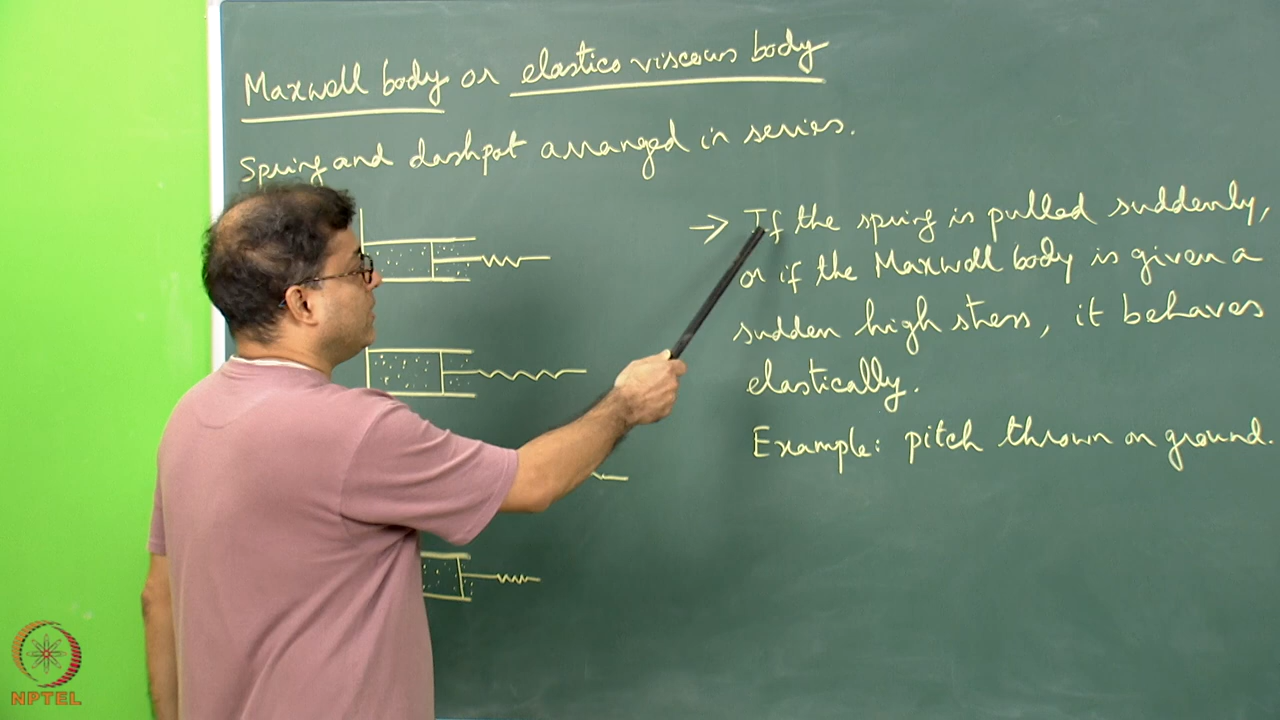 Maxwell body or elastico viscous body
Spring and dashpot arranged in series.
→ If the spring is pulled suddenly,
or if the Maxwell body is given a
sudden high stress, it behaves
elastically.
Example: pitch thrown on ground.
NPTEL